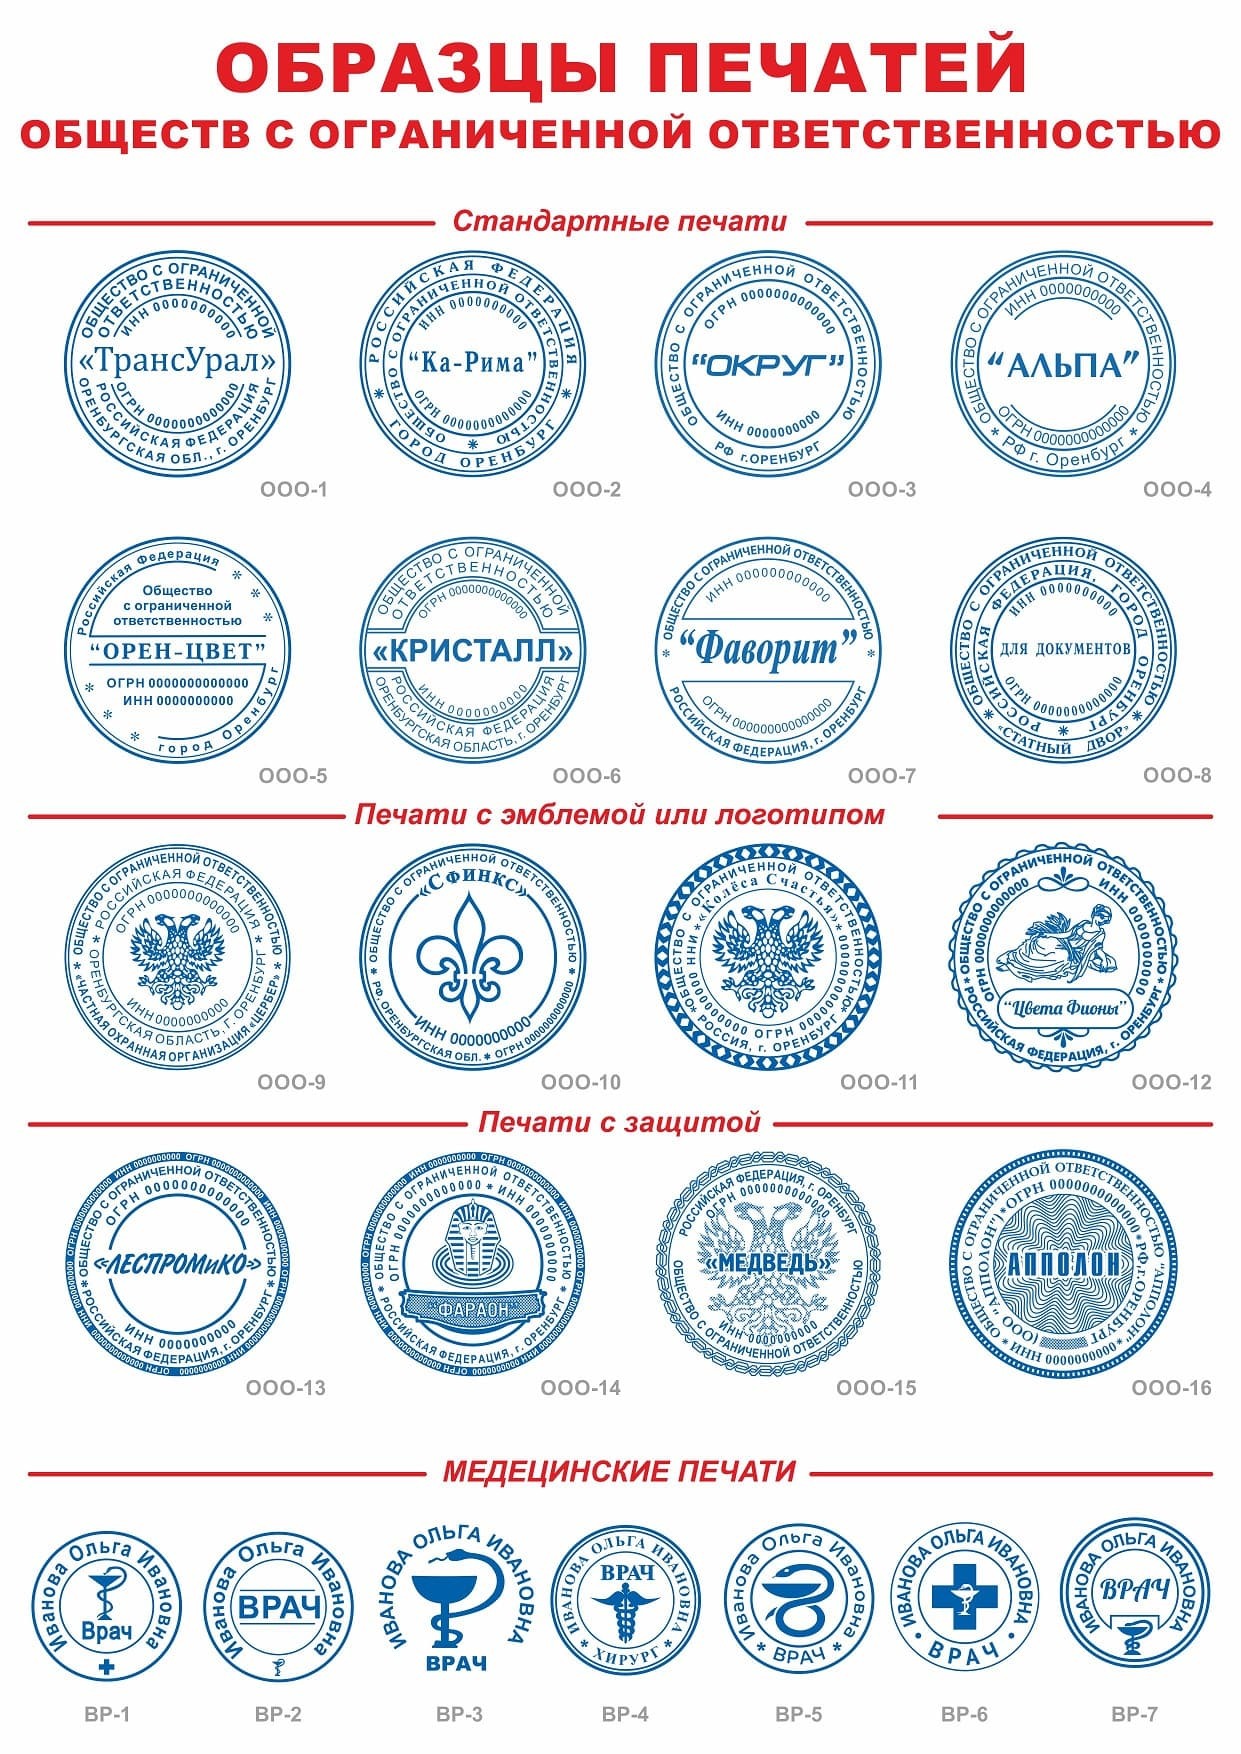 ОБРАЗЦЫ ПЕЧАТЕЙ
ОБЩЕСТВ С ОГРАНИЧЕННОЙ ОТВЕТСТВЕННОСТЬЮ
Стандартные печати
ОБЩЕСТВО С ОГРАНИЧЕННОЙ
ОТВЕТСТВЕННОСТЬЮ
ИНН 0000000000
«ТрансУрал»
ОГРН 0000000000000
РОССИЙСКАЯ ФЕДЕРАЦИЯ
ОРЕНБУРГСКАЯ ОБЛ., г. ОРЕНБУРГ
ООО-1
РОССИЙСКАЯ ФЕДЕРАЦИЯ
* ГОРОД ОРЕНБУРГ *
ОБЩЕСТВО С ОГРАНИЧЕННОЙ ОТВЕТСТВЕННОСТЬЮ *
ИНН 0000000000
“Ка-Рима”
ОГРН 0000000000000
ООО-2
ОБЩЕСТВО С ОГРАНИЧЕННОЙ ОТВЕТСТВЕННОСТЬЮ
ОГРН 0000000000000
“ОКРУГ”
ИНН 0000000000
РФ г.ОРЕНБУРГ
ООО-3
ОБЩЕСТВО С ОГРАНИЧЕННОЙ ОТВЕТСТВЕННОСТЬЮ
ИНН 0000000000
“АЛЬПА”
ОГРН 0000000000000
* РФ г. Оренбург *
ООО-4
Российская Федерация
Общество
с ограниченной
ответственностью
“ОРЕН-ЦВЕТ”
ОГРН 0000000000000
ИНН 0000000000
город Оренбург
ООО-5
ОБЩЕСТВО С ОГРАНИЧЕННОЙ
ОТВЕТСТВЕННОСТЬЮ
ОГРН 0000000000000
«КРИСТАЛЛ»
ИНН 0000000000
РОССИЙСКАЯ ФЕДЕРАЦИЯ
ОРЕНБУРГСКАЯ ОБЛАСТЬ, г. ОРЕНБУРГ
ООО-6
ОБЩЕСТВО С ОГРАНИЧЕННОЙ ОТВЕТСТВЕННОСТЬЮ
ИНН 0000000000
* “Фаворит” *
ОГРН 0000000000000
РОССИЙСКАЯ ФЕДЕРАЦИЯ, г. ОРЕНБУРГ
ООО-7
ОБЩЕСТВО С ОГРАНИЧЕННОЙ ОТВЕТСТВЕННОСТЬЮ
* «СТАТНЫЙ ДВОР» *
РОССИЙСКАЯ ФЕДЕРАЦИЯ, ГОРОД ОРЕНБУРГ *
ИНН 0000000000
ДЛЯ ДОКУМЕНТОВ
ОГРН 0000000000000
ООО-8
Печати с эмблемой или логотипом
ОБЩЕСТВО С ОГРАНИЧЕННОЙ ОТВЕТСТВЕННОСТЬЮ
* «ЧАСТНАЯ ОХРАННАЯ ОРГАНИЗАЦИЯ «ЦЕРБЕР» *
РОССИЙСКАЯ ФЕДЕРАЦИЯ
* ОРЕНБУРГСКАЯ ОБЛАСТЬ, Г. ОРЕНБУРГ *
ОГРН 0000000000000
ИНН 0000000000
ООО-9
ОБЩЕСТВО С ОГРАНИЧЕННОЙ ОТВЕТСТВЕННОСТЬЮ
«СФИНКС»
ИНН 0000000000
* РФ, ОРЕНБУРГСКАЯ ОБЛ. * ОГРН 0000000000000 *
ООО-10
*ОБЩЕСТВО С ОГРАНИЧЕННОЙ ОТВЕТСТВЕННОСТЬЮ*
* РОССИЯ, г. ОРЕНБУРГ *
«Колёса Счастья»
ИНН 0000000000 ОГРН 0000000000000
ООО-11
ОБЩЕСТВО С ОГРАНИЧЕННОЙ ОТВЕТСТВЕННОСТЬЮ
* РОССИЙСКАЯ ФЕДЕРАЦИЯ, г. ОРЕНБУРГ *
ОГРН 0000000000000
ИНН 0000000000
“Цвета Фионы”
ООО-12
Печати с защитой
ИНН 0000000000 ОГРН 0000000000000
ОБЩЕСТВО С ОГРАНИЧЕННОЙ ОТВЕТСТВЕННОСТЬЮ
ОГРН 0000000000000
«ЛЕСПРОМиКО»
ИНН 0000000000
* РОССИЙСКАЯ ФЕДЕРАЦИЯ, г. ОРЕНБУРГ *
ООО-13
ИНН 0000000000 ОГРН 0000000000000
ОБЩЕСТВО С ОГРАНИЧЕННОЙ ОТВЕТСТВЕННОСТЬЮ
ОГРН 0000000000000 * ИНН 0000000000
“ФАРАОН”
* РОССИЙСКАЯ ФЕДЕРАЦИЯ, г. ОРЕНБУРГ *
ООО-14
РОССИЙСКАЯ ФЕДЕРАЦИЯ, г. ОРЕНБУРГ
ОГРН 0000000000000
«МЕДВЕДЬ»
ИНН 0000000000
ОБЩЕСТВО С ОГРАНИЧЕННОЙ ОТВЕТСТВЕННОСТЬЮ
ООО-15
ОБЩЕСТВО С ОГРАНИЧЕННОЙ ОТВЕТСТВЕННОСТЬЮ "АППОЛОН"
(ООО "АППОЛОН") * ОГРН 0000000000000 * РФ, г. ОРЕНБУРГ
* ИНН 0000000000 *
АППОЛОН
ООО-16
МЕДЕЦИНСКИЕ ПЕЧАТИ
Иванова Ольга Ивановна
Врач
ВР-1
Иванова Ольга Ивановна
ВРАЧ
ВР-2
ИВАНОВА ОЛЬГА ИВАНОВНА
ВРАЧ
ВР-3
ИВАНОВА ОЛЬГА ИВАНОВНА
ВРАЧ
* ХИРУРГ *
ВР-4
Иванова Ольга Ивановна
* ВРАЧ *
ВР-5
ИВАНОВА ОЛЬГА ИВАНОВНА
• ВРАЧ •
ВР-6
ИВАНОВА ОЛЬГА ИВАНОВНА
ВРАЧ
ВР-7